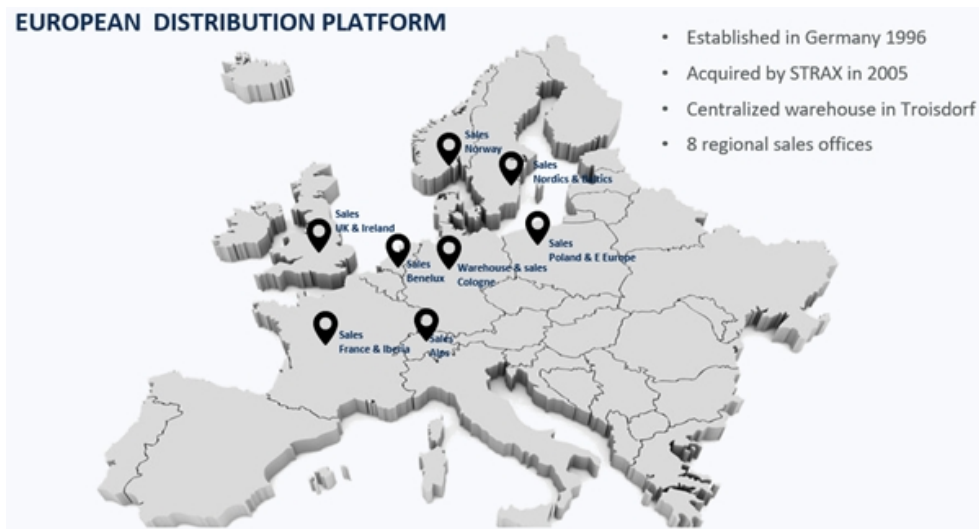 EUROPEAN DISTRIBUTION PLATFORM
• Established in Germany 1996
• Acquired by STRAX in 2005
• Centralized warehouse in Troisdorf
• 8 regional sales offices
Sales
Norway
Sales
Nordics & Baltics
Sales
UK & Ireland
Sales
Benelux
Warehouse & sales
Cologne
Sales
Poland & E Europe
Sales
France & Iberia
Sales
Alps